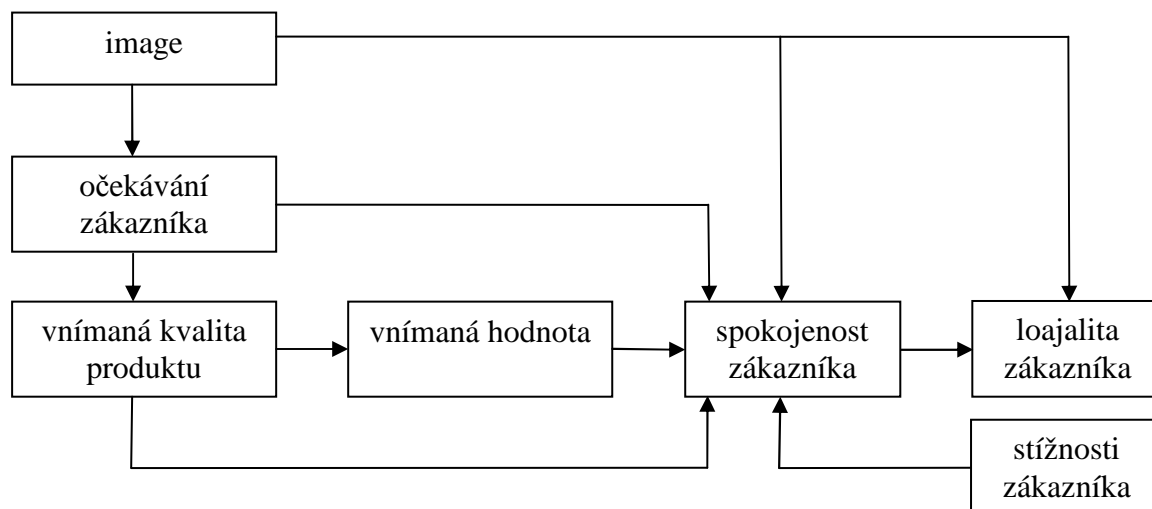 image
očekávání
zákazníka
vnímaná kvalita
produktu
vnímaná hodnota
spokojenost
zákazníka
loajalita
zákazníka
stížnosti
zákazníka